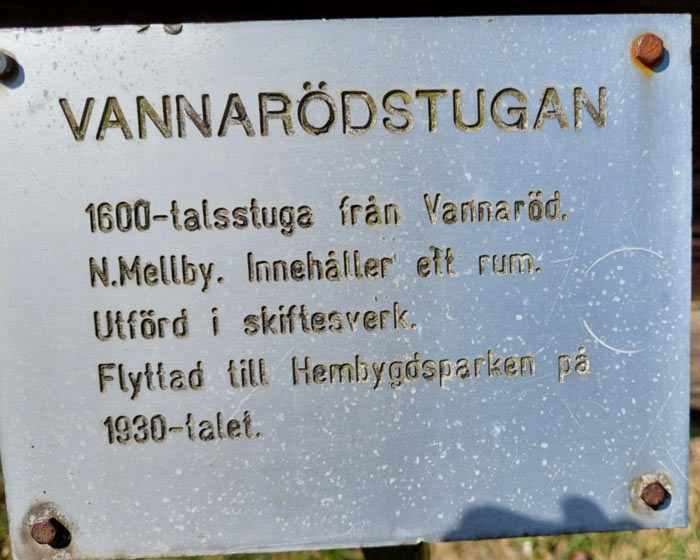 VANNARÖDSTUGAN
1600-talsstuga från Vannaröd.
N.Mellby. Innehåller ett rum.
Utförd i skiftesverk.
Flyttad till Hembygdsparken på
1930-talet.